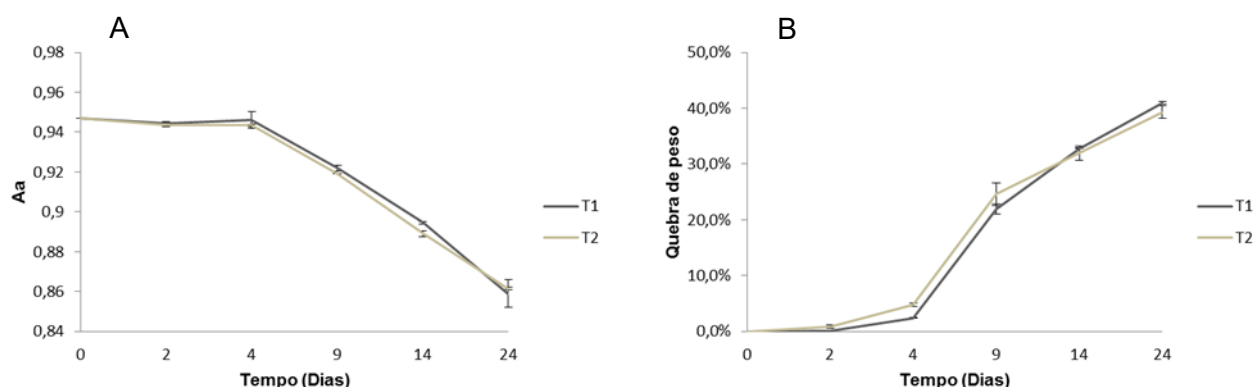 A
0,98
0,96
0,94
0,92
0,9
0,88
0,86
0,84
Aa
0 2 4 9 14 24
Tempo (Dias)
T1
T2
B
50,0%
40,0%
30,0%
20,0%
10,0%
0,0%
Quebra de peso
0 2 4 9 14 24
Tempo (Dias)
T1
T2